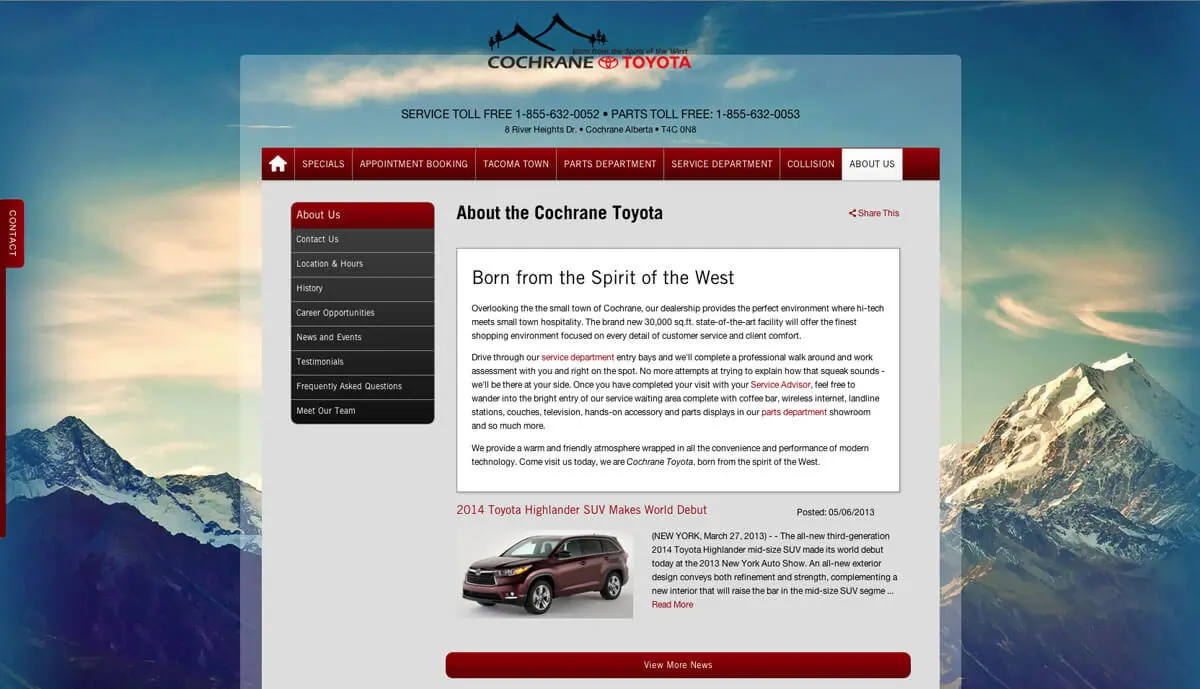 Born from the Spirit of the West
COCHRANE TOYOTA
SERVICE TOLL FREE 1-855-632-0052 • PARTS TOLL FREE: 1-855-632-0053
8 River Heights Dr. • Cochrane Alberta • T4C 0N8
SPECIALS APPOINTMENT BOOKING TACOMA TOWN PARTS DEPARTMENT SERVICE DEPARTMENT COLLISION ABOUT US
CONTACT
About Us
Contact Us
Location & Hours
History
Career Opportunities
News and Events
Testimonials
Frequently Asked Questions
Meet Our Team
About the Cochrane Toyota
Share This
Born from the Spirit of the West
Overlooking the the small town of Cochrane, our dealership provides the perfect environment where hi-tech
meets small town hospitality. The brand new 30,000 sq.ft. state-of-the-art facility will offer the finest
shopping environment focused on every detail of customer service and client comfort.
Drive through our service department entry bays and we'll complete a professional walk around and work
assessment with you and right on the spot. No more attempts at trying to explain how that squeak sounds -
we'll be there at your side. Once you have completed your visit with your Service Advisor, feel free to
wander into the bright entry of our service waiting area complete with coffee bar, wireless internet, landline
stations, couches, television, hands-on accessory and parts displays in our parts department showroom
and so much more.
We provide a warm and friendly atmosphere wrapped in all the convenience and performance of modern
technology. Come visit us today, we are Cochrane Toyota, born from the spirit of the West.
2014 Toyota Highlander SUV Makes World Debut
Posted: 05/06/2013
(NEW YORK, March 27, 2013) - - The all-new third-generation
2014 Toyota Highlander mid-size SUV made its world debut
today at the 2013 New York Auto Show. An all-new exterior
design conveys both refinement and strength, complementing a
new interior that will raise the bar in the mid-size SUV segme ...
Read More
View More News